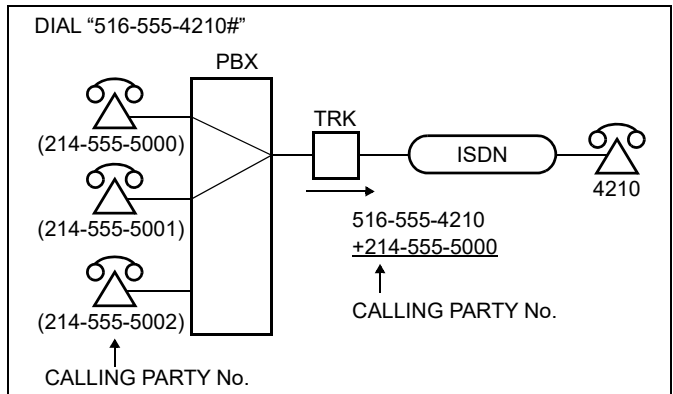 DIAL “516-555-4210#”
PBX
(214-555-5000)
TRK
ISDN
4210
(214-555-5001)
516-555-4210
+214-555-5000
(214-555-5002)
CALLING PARTY No.
CALLING PARTY No.